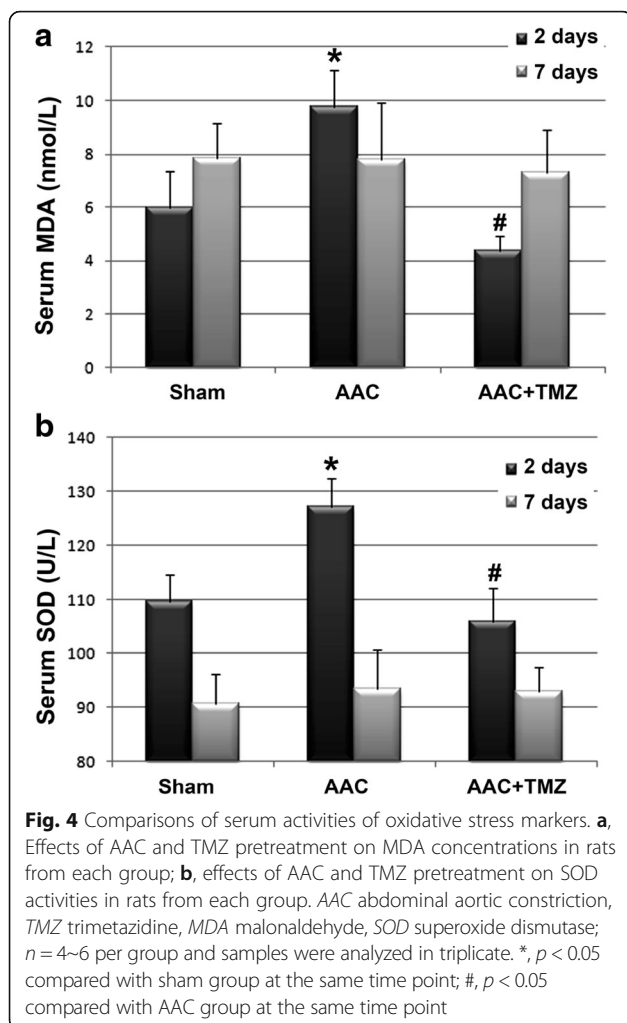 a
12
10
8
6
4
2
0
Serum MDA (nmol/L)
*
#
2 days
7 days
Sham AAC AAC+TMZ
b
140
130
120
110
100
90
80
Serum SOD (U/L)
*
#
2 days
7 days
Sham AAC AAC+TMZ
Fig. 4 Comparisons of serum activities of oxidative stress markers. a,
Effects of AAC and TMZ pretreatment on MDA concentrations in rats
from each group; b, effects of AAC and TMZ pretreatment on SOD
activities in rats from each group. AAC abdominal aortic constriction,
TMZ trimetazidine, MDA malonaldehyde, SOD superoxide dismutase;
n = 4~6 per group and samples were analyzed in triplicate. *, p < 0.05
compared with sham group at the same time point; #, p < 0.05
compared with AAC group at the same time point